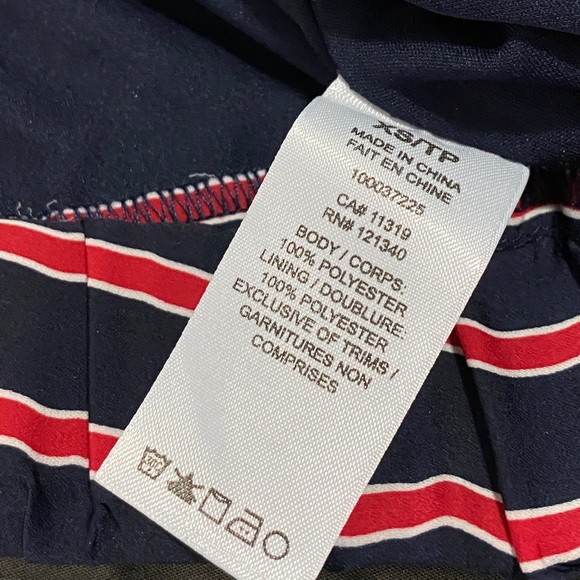 XS/TP
MADE IN CHINA
FAIT EN CHINE
100037225
CA# 11319
RN# 121340
BODY / CORPS.
100% POLYESTER
LINING / DOUBLURE.
100% POLYESTER
EXCLUSIVE OF TRIMS /
GARNITURES NON
COMPRISES